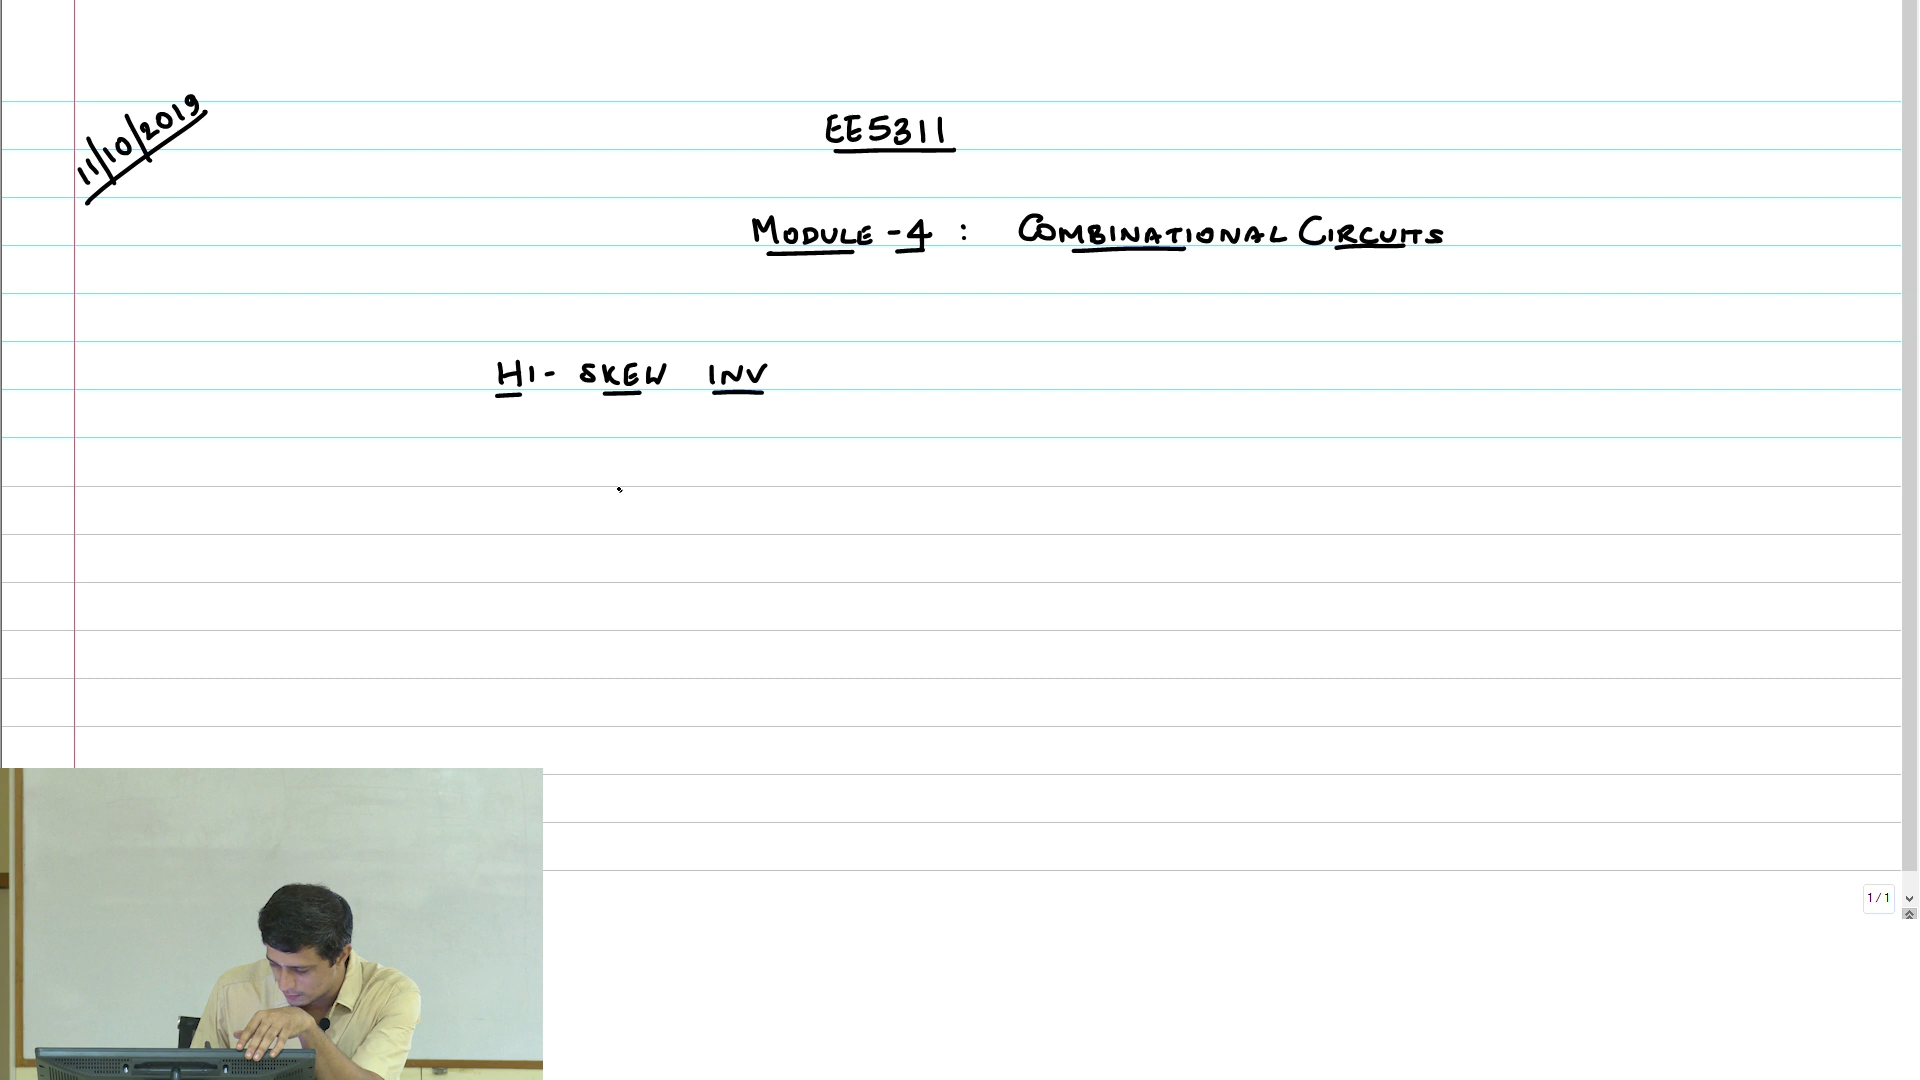 11/10/2019
EE5311
MODULE - 4 : COMBINATIONAL CIRCUITS
HI - SKEW INV
1 / 1